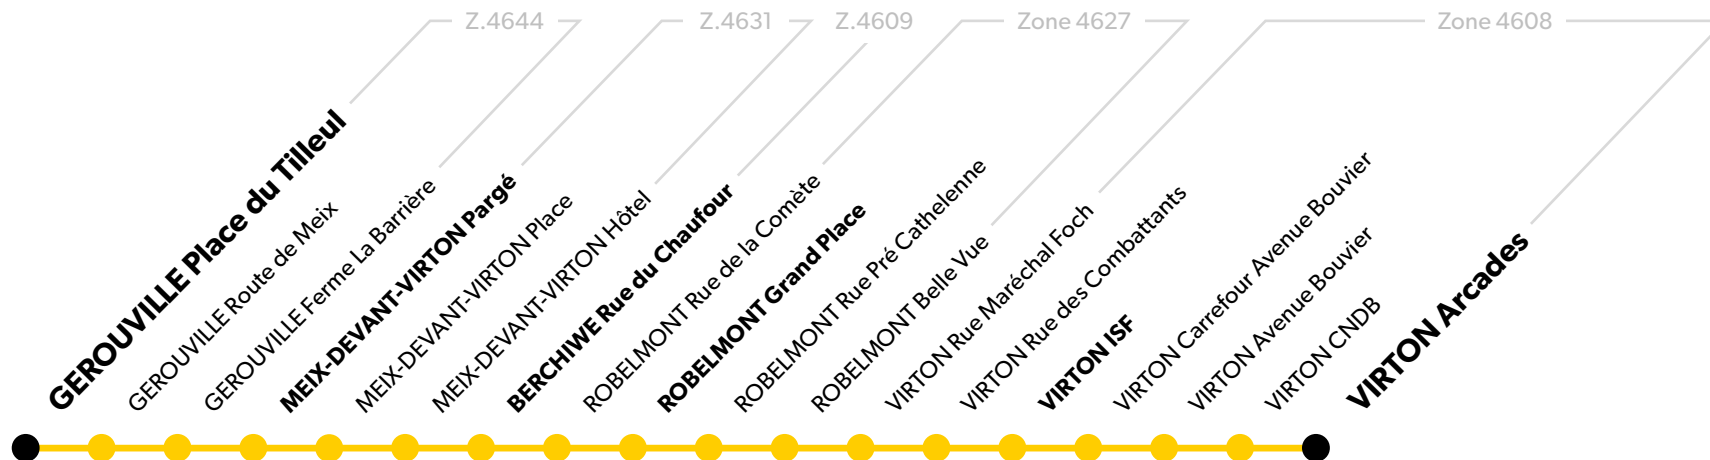 Z.4644
Z.4631
Z.4609
Zone 4627
Zone 4608
GEROUVILLE Place du Tilleul
GEROUVILLE Route de Meix
GEROUVILLE Ferme La Barrière
MEIX-DEVANT-VIRTON Pargé
MEIX-DEVANT-VIRTON Place
MEIX-DEVANT-VIRTON Hôtel
BERCHIWE Rue du Chaufour
ROBELMONT Rue de la Comète
ROBELMONT Grand Place
ROBELMONT Rue Pré Cathelenne
ROBELMONT Belle Vue
VIRTON Rue Maréchal Foch
VIRTON Rue des Combattants
VIRTON ISF
VIRTON Carrefour Avenue Bouvier
VIRTON Avenue Bouvier
VIRTON CNDB
VIRTON Arcades